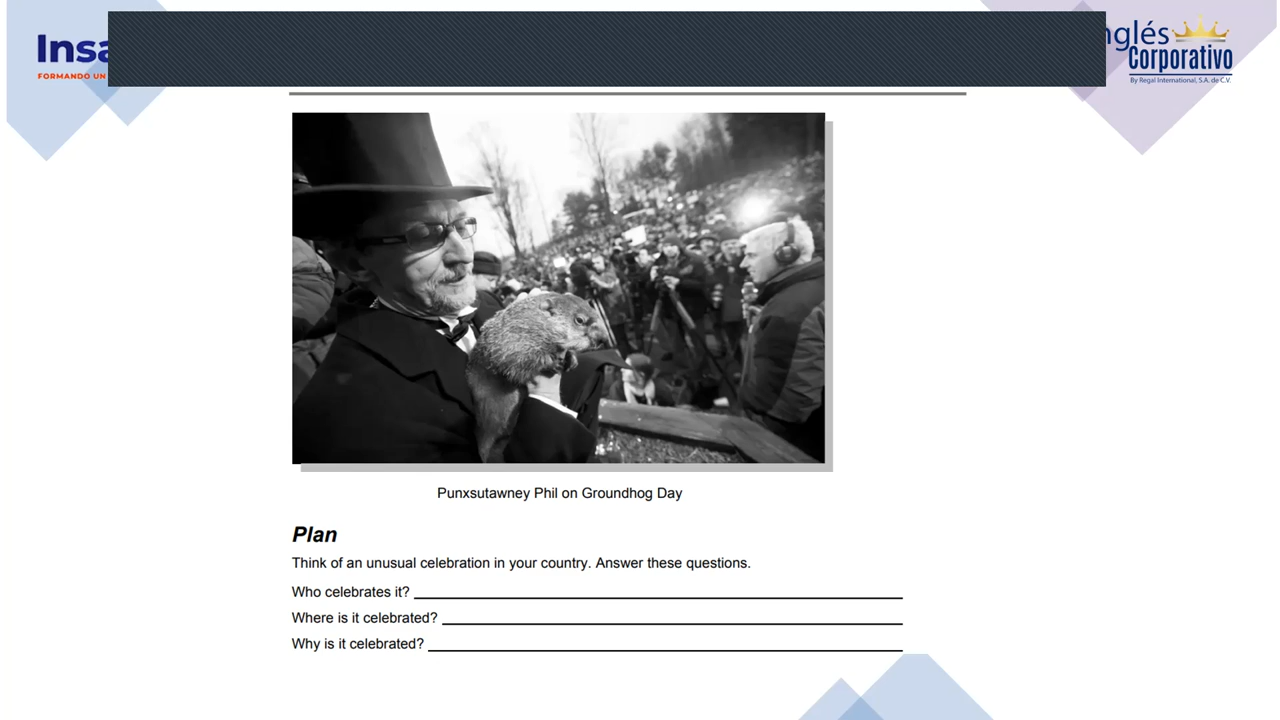 Insa
FORMANDO UN
nglés
Corporativo
By Regal International, S.A. de C.V.
Punxsutawney Phil on Groundhog Day
Plan
Think of an unusual celebration in your country. Answer these questions.
Who celebrates it?
Where is it celebrated?
Why is it celebrated?